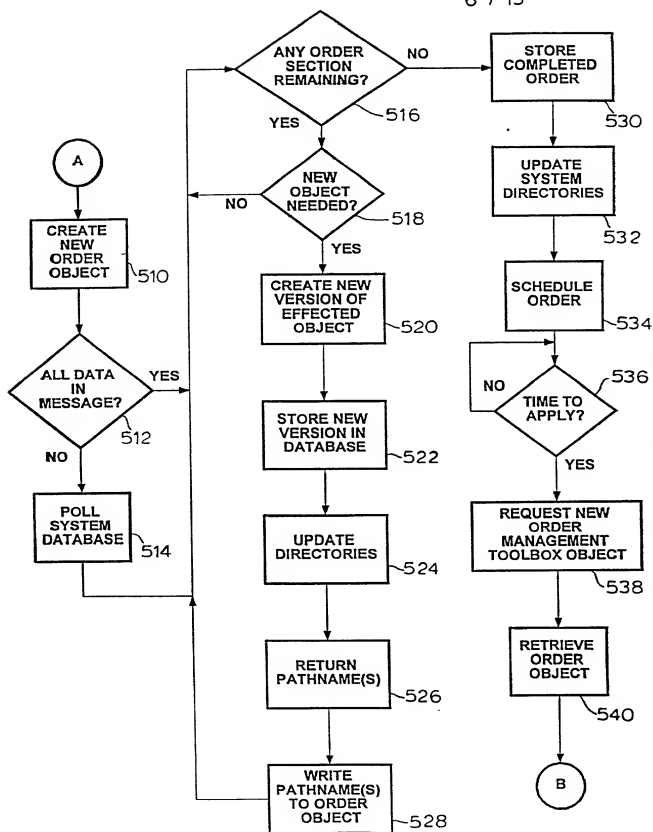 6 / 15
A
CREATE
NEW
ORDER
OBJECT
510
ALL DATA
IN
MESSAGE?
512
YES
NO
POLL
SYSTEM
DATABASE
514
ANY ORDER
SECTION
REMAINING?
516
NO
YES
NEW
OBJECT
NEEDED?
518
NO
YES
CREATE NEW
VERSION OF
EFFECTED
OBJECT
520
STORE NEW
VERSION IN
DATABASE
522
UPDATE
DIRECTORIES
524
RETURN
PATHNAME(S)
526
WRITE
PATHNAME(S)
TO ORDER
OBJECT
528
STORE
COMPLETED
ORDER
530
UPDATE
SYSTEM
DIRECTORIES
532
SCHEDULE
ORDER
534
536
NO
TIME TO
APPLY?
YES
REQUEST NEW
ORDER
MANAGEMENT
TOOLBOX OBJECT
538
RETRIEVE
ORDER
OBJECT
540
B